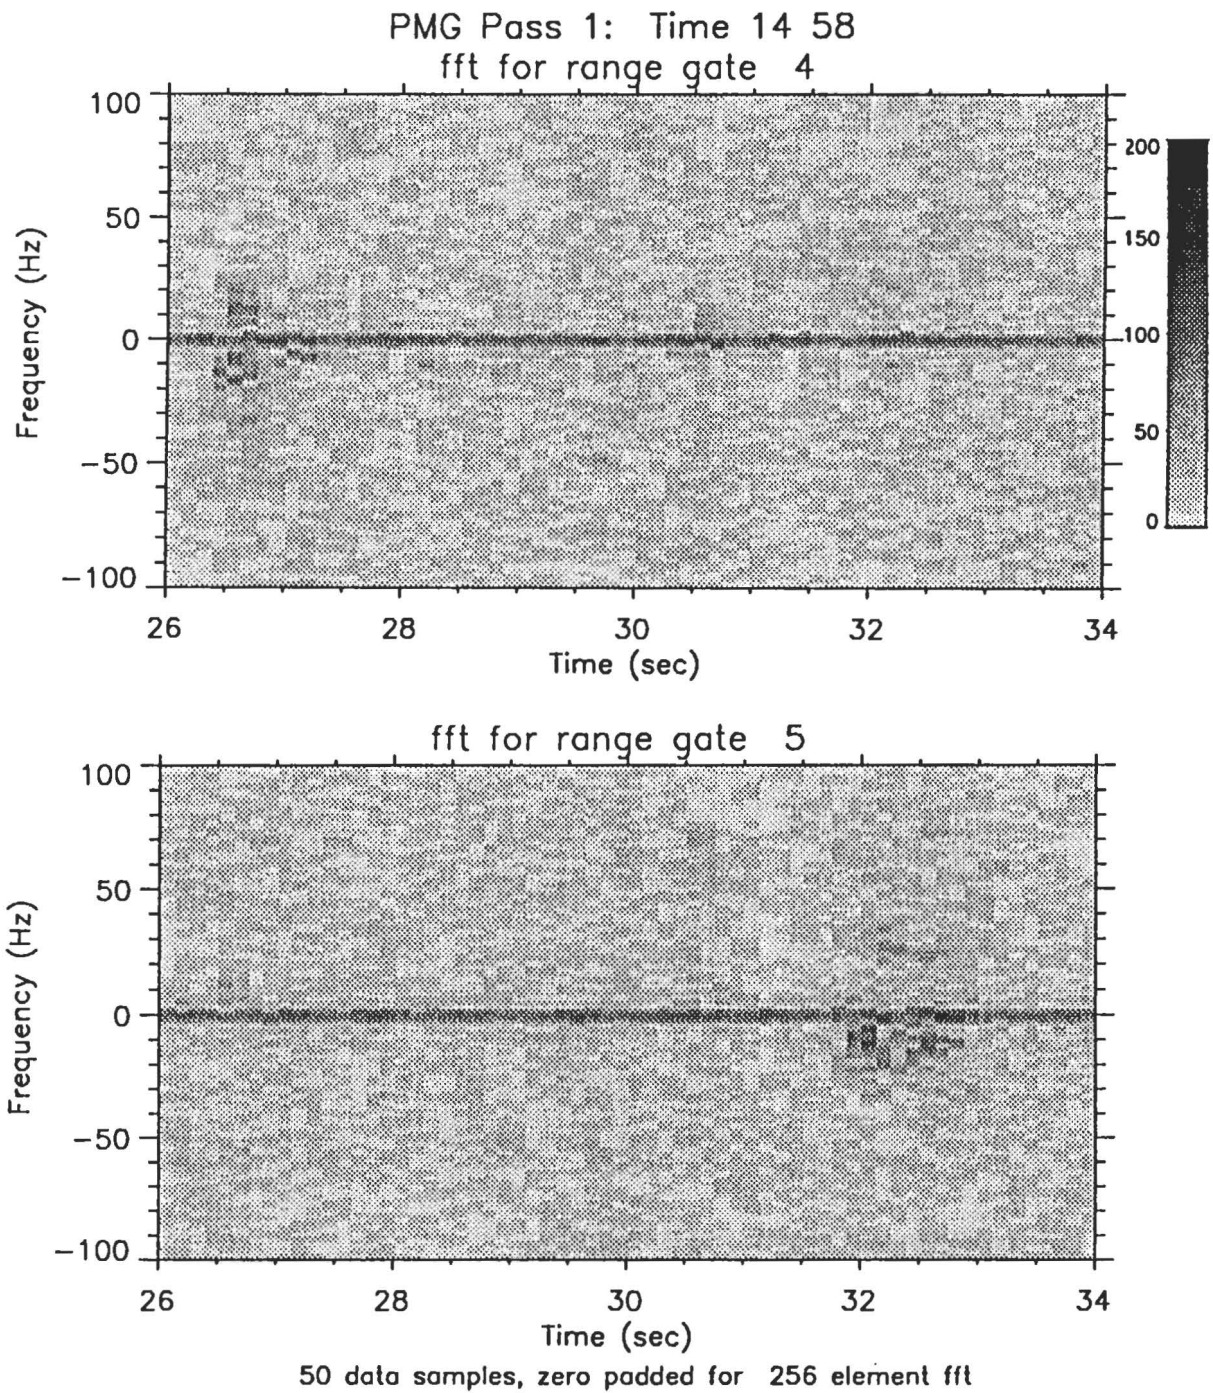 PMG Pass 1: Time 14 58
fft for range gate 4
100
50
0
-50
-100
Frequency (Hz)
26 28 30 32 34
Time (sec)
200
150
100
50
0
fft for range gate 5
100
50
0
-50
-100
Frequency (Hz)
26 28 30 32 34
Time (sec)
50 data samples, zero padded for 256 element fft